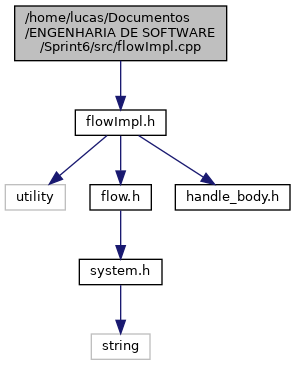 /home/lucas/Documentos
/ENGENHARIA DE SOFTWARE
/Sprint6/src/flowImpl.cpp
flowImpl.h
utility
flow.h
handle_body.h
system.h
string